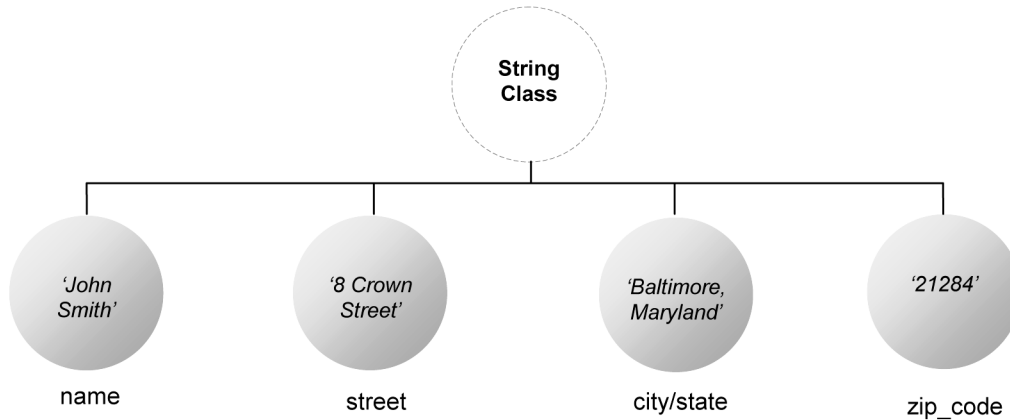 String
Class
‘John
Smith’
‘8 Crown
Street’
‘Baltimore,
Maryland’
‘21284’
name
street
city/state
zip_code